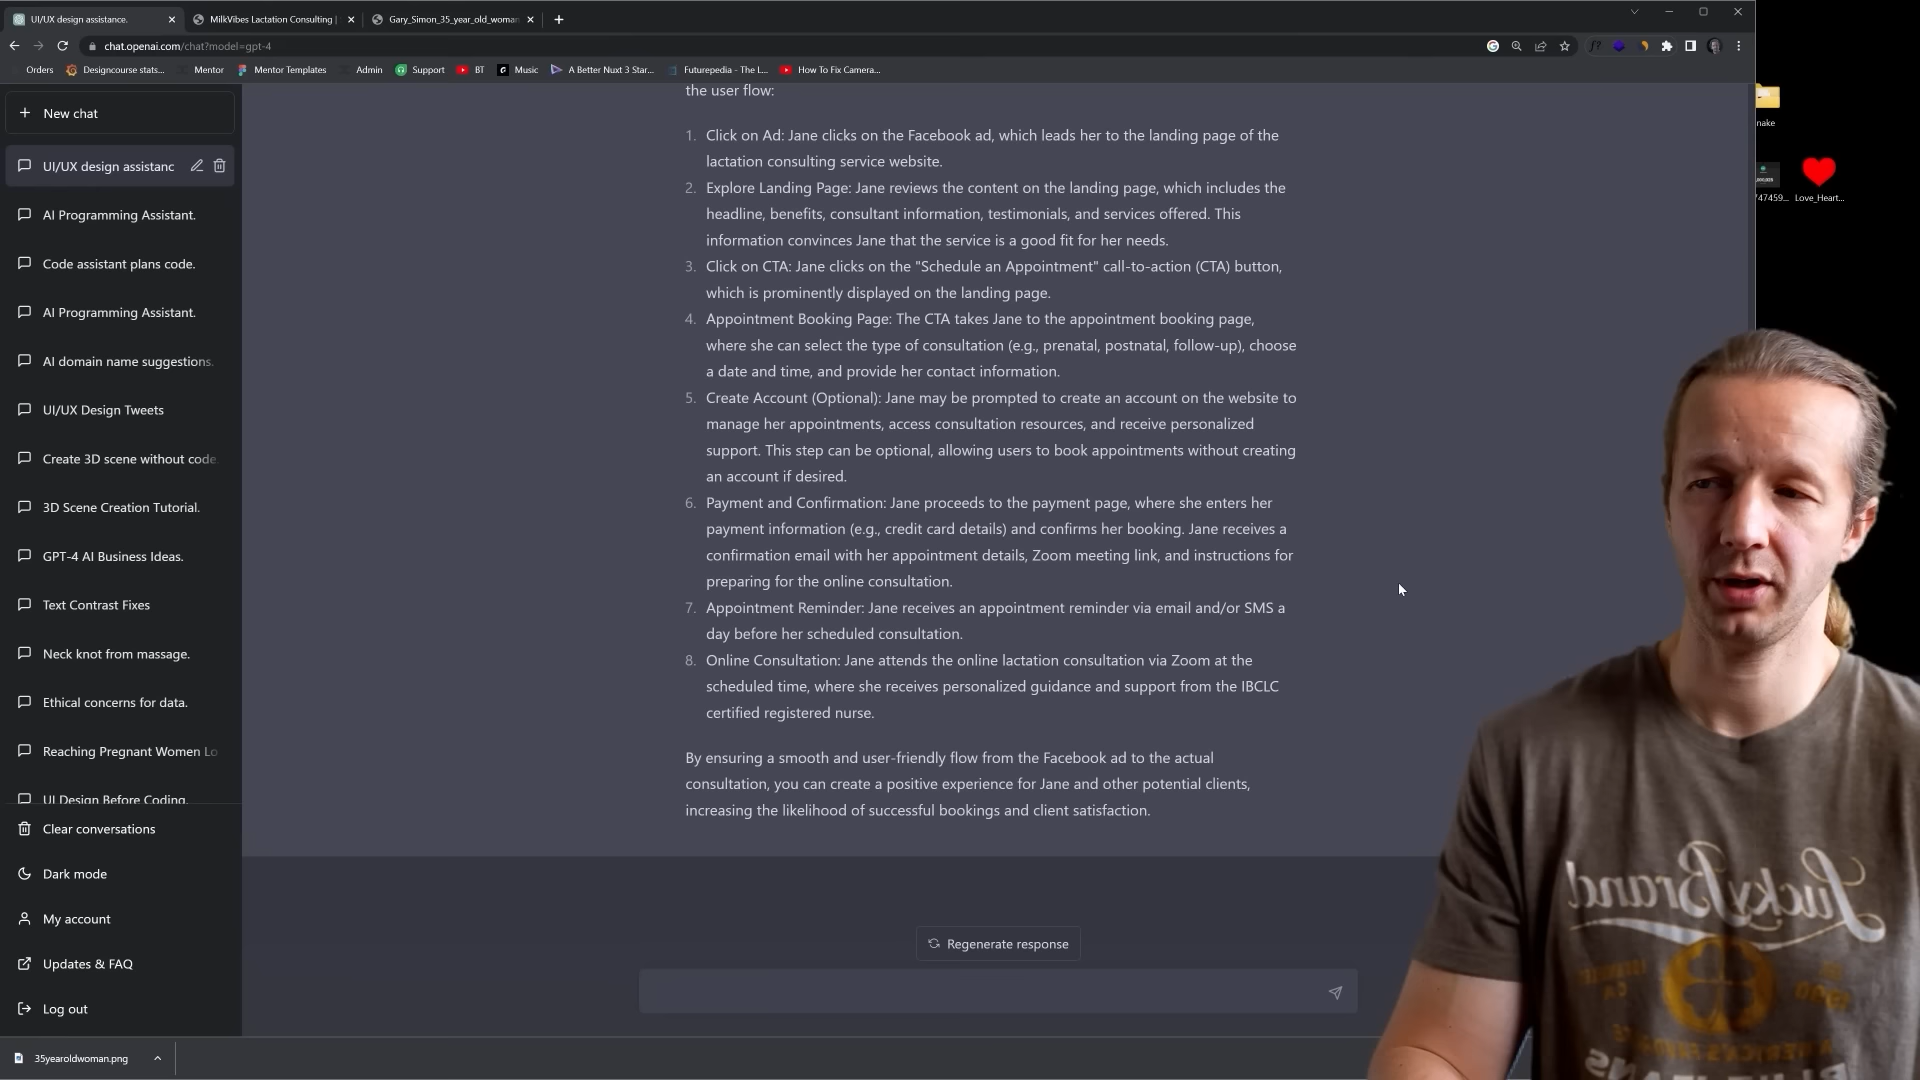 UI/UX design assistance.
MilkVibes Lactation Consulting |
Gary_Simon_35_year_old_woman
chat.openai.com/chat?model=gpt-4
Orders
Designcourse stats...
Mentor
Mentor Templates
Admin
Support
BT
Music
A Better Nuxt 3 Star...
Futurepedia - The L...
How To Fix Camera...
New chat
UI/UX design assistanc
AI Programming Assistant.
Code assistant plans code.
AI Programming Assistant.
AI domain name suggestions.
UI/UX Design Tweets
Create 3D scene without code.
3D Scene Creation Tutorial.
GPT-4 AI Business Ideas.
Text Contrast Fixes
Neck knot from massage.
Ethical concerns for data.
Reaching Pregnant Women Lo
UI Design Before Coding.
Clear conversations
Dark mode
My account
Updates & FAQ
Log out
the user flow:
1. Click on Ad: Jane clicks on the Facebook ad, which leads her to the landing page of the
lactation consulting service website.
2. Explore Landing Page: Jane reviews the content on the landing page, which includes the
headline, benefits, consultant information, testimonials, and services offered. This
information convinces Jane that the service is a good fit for her needs.
3. Click on CTA: Jane clicks on the "Schedule an Appointment" call-to-action (CTA) button,
which is prominently displayed on the landing page.
4. Appointment Booking Page: The CTA takes Jane to the appointment booking page,
where she can select the type of consultation (e.g., prenatal, postnatal, follow-up), choose
a date and time, and provide her contact information.
5. Create Account (Optional): Jane may be prompted to create an account on the website to
manage her appointments, access consultation resources, and receive personalized
support. This step can be optional, allowing users to book appointments without creating
an account if desired.
6. Payment and Confirmation: Jane proceeds to the payment page, where she enters her
payment information (e.g., credit card details) and confirms her booking. Jane receives a
confirmation email with her appointment details, Zoom meeting link, and instructions for
preparing for the online consultation.
7. Appointment Reminder: Jane receives an appointment reminder via email and/or SMS a
day before her scheduled consultation.
8. Online Consultation: Jane attends the online lactation consultation via Zoom at the
scheduled time, where she receives personalized guidance and support from the IBCLC
certified registered nurse.
By ensuring a smooth and user-friendly flow from the Facebook ad to the actual
consultation, you can create a positive experience for Jane and other potential clients,
increasing the likelihood of successful bookings and client satisfaction.
Regenerate response
35yearoldwoman.png
nake
747459...
Love_Heart...
Lucky Brand